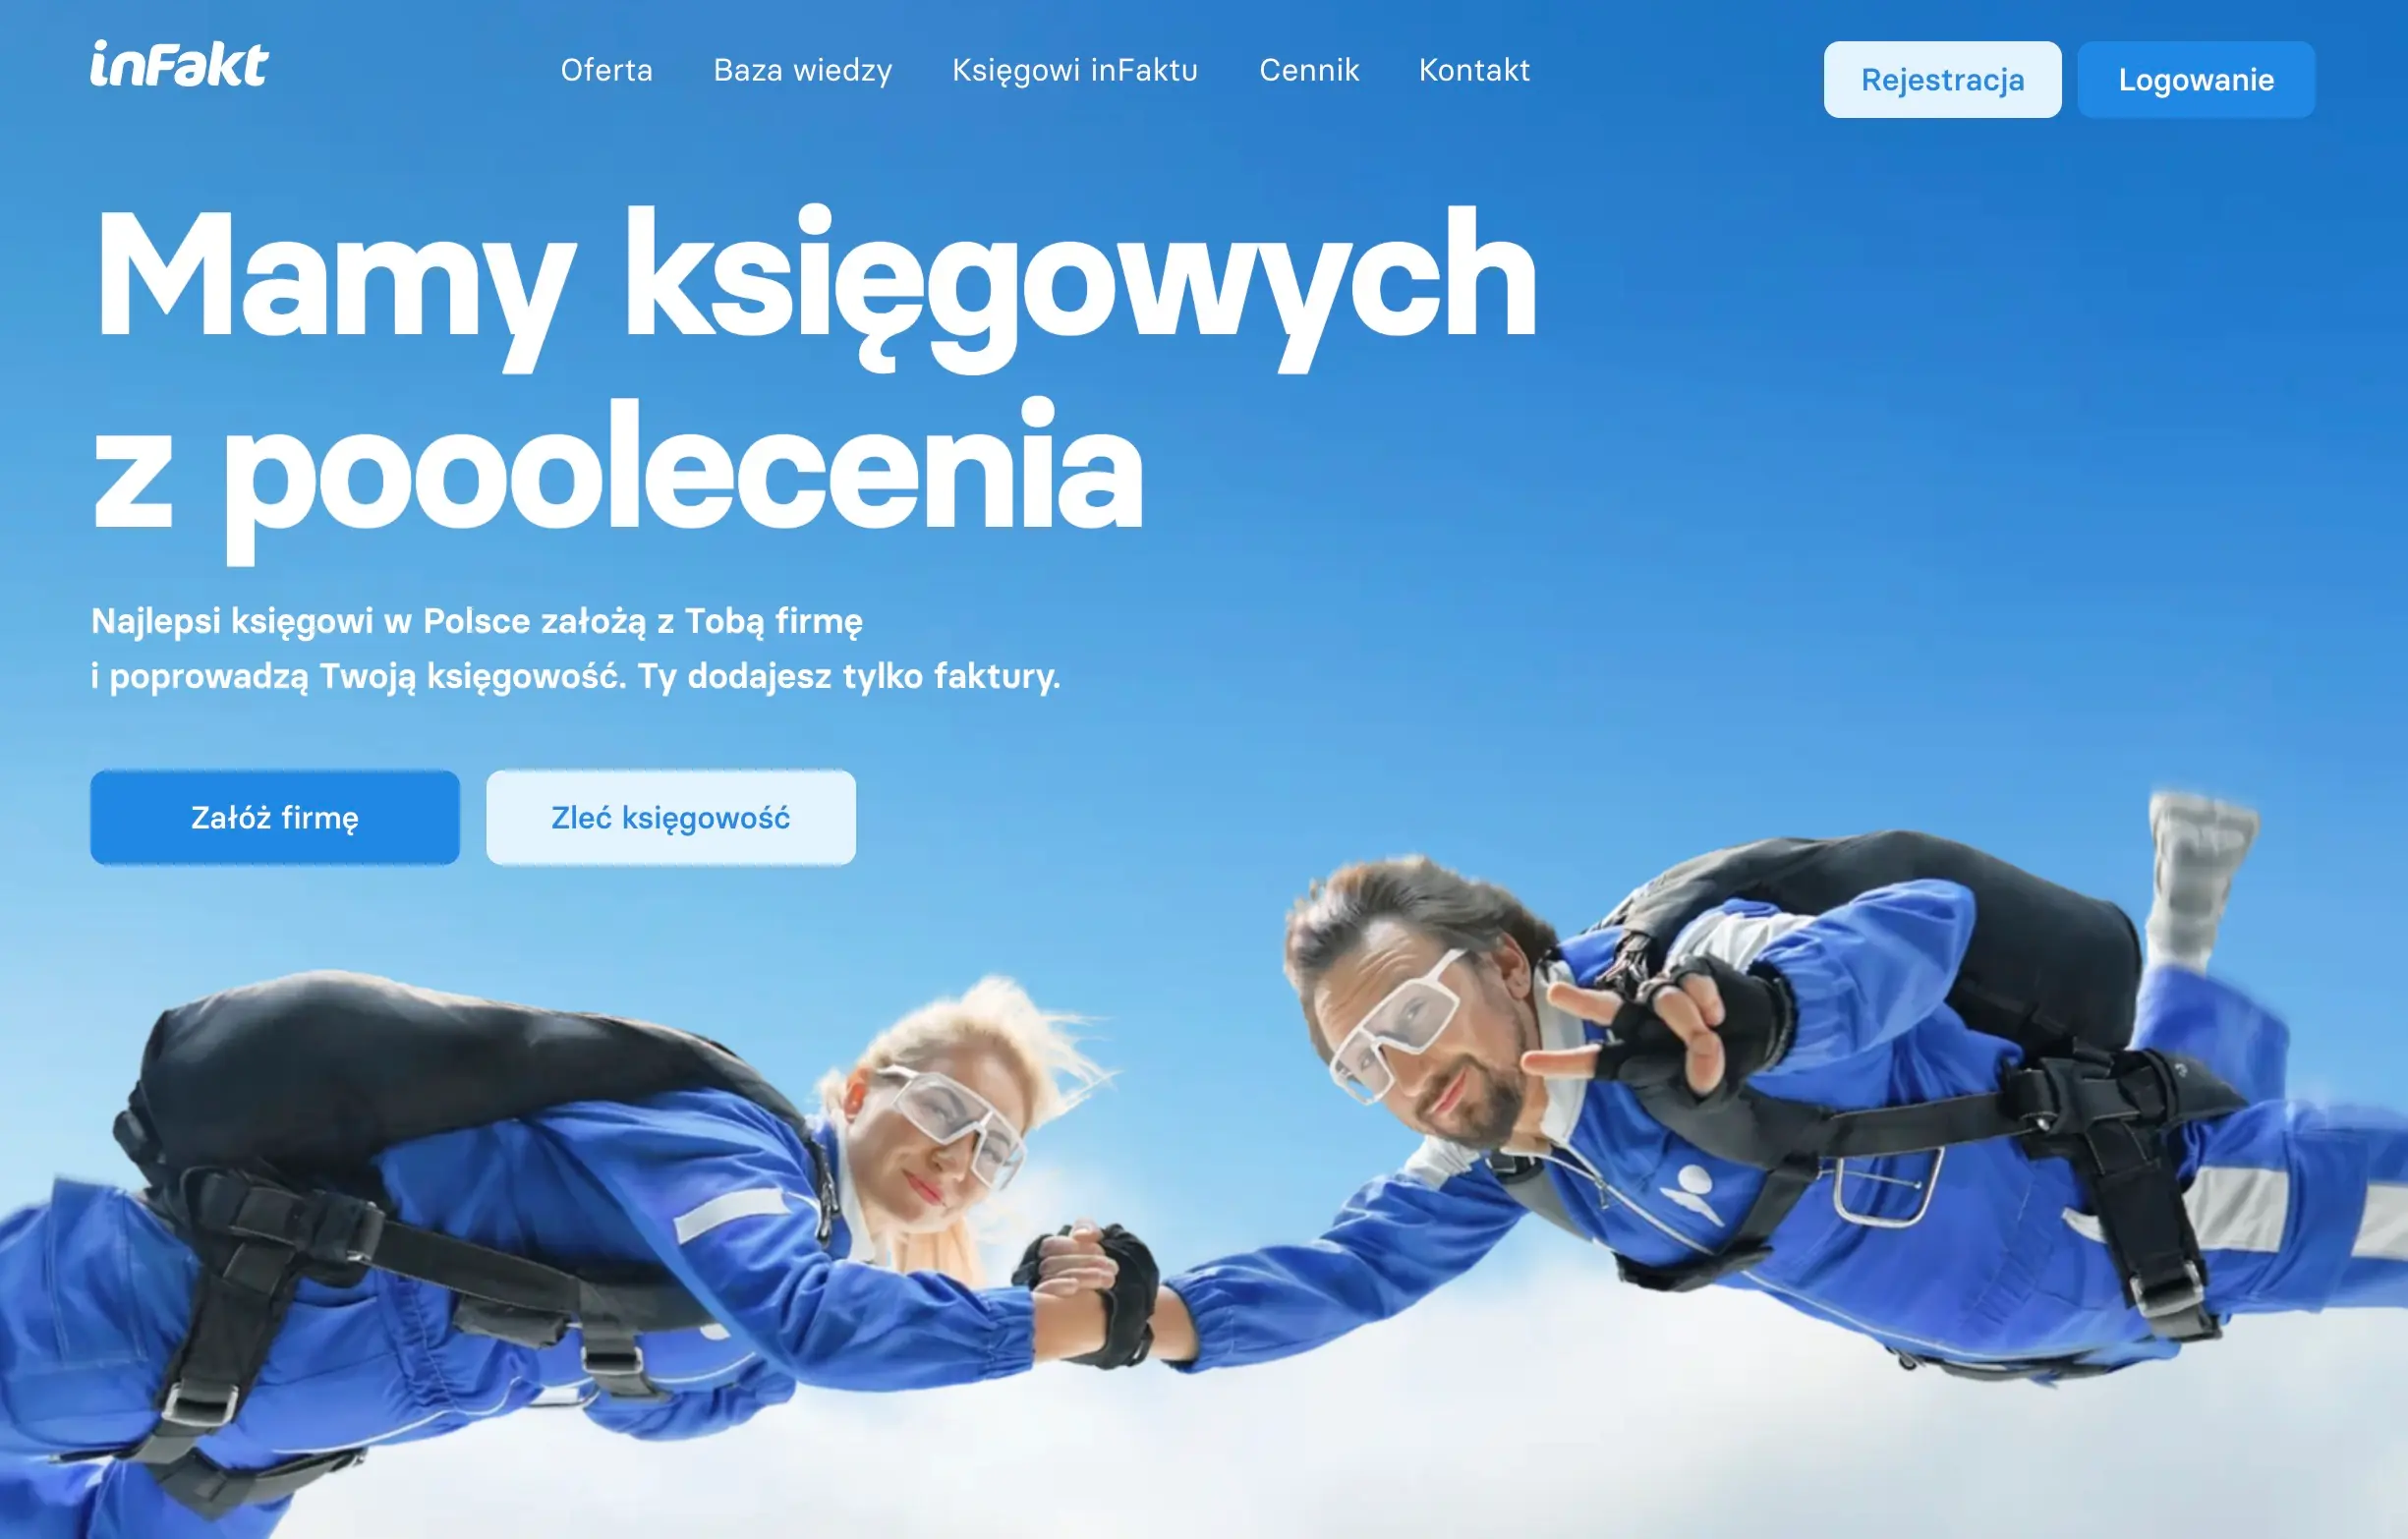 inFakt
Oferta
Baza wiedzy
Księgowi inFaktu
Cennik
Kontakt
Rejestracja
Logowanie
Mamy księgowych
z pooolecenia
Najlepsi księgowi w Polsce założą z Tobą firmę
i poprowadzą Twoją księgowość. Ty dodajesz tylko faktury.
Załóż firmę
Zleć księgowość